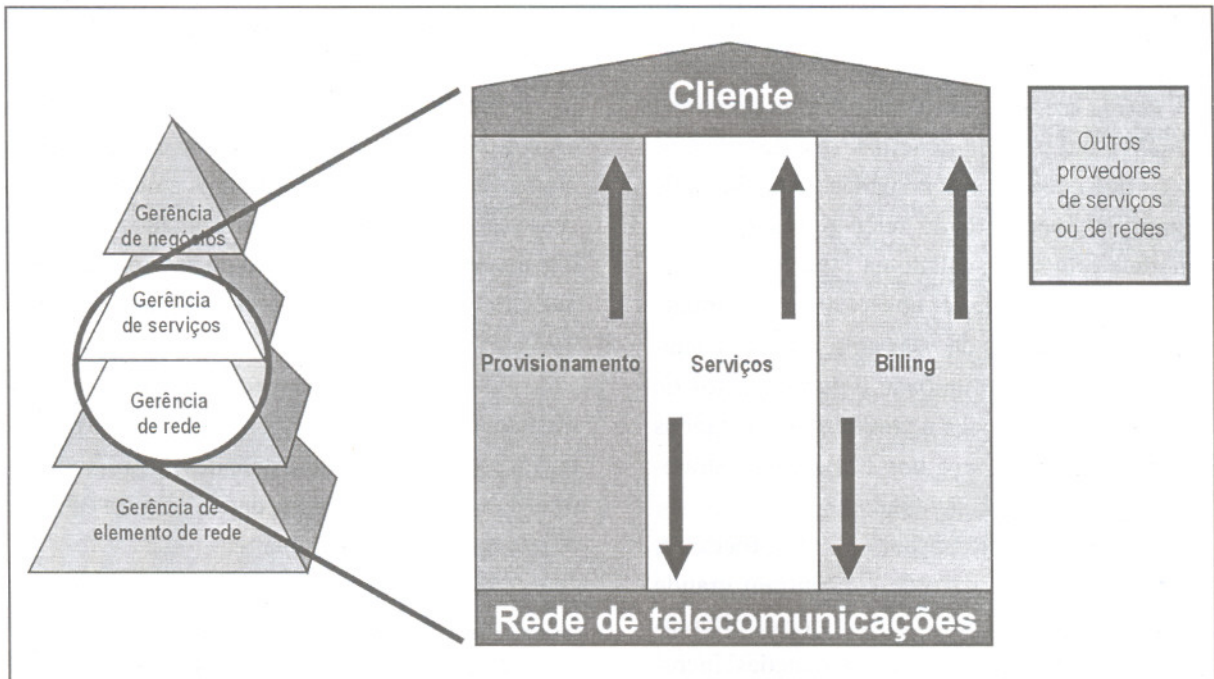 Gerência
de negócios
Gerência
de serviços
Gerência
de rede
Gerência de
elemento de rede
Cliente
Provisionamento
Serviços
Billing
Rede de telecomunicações
Outros
provedores
de serviços
ou de redes